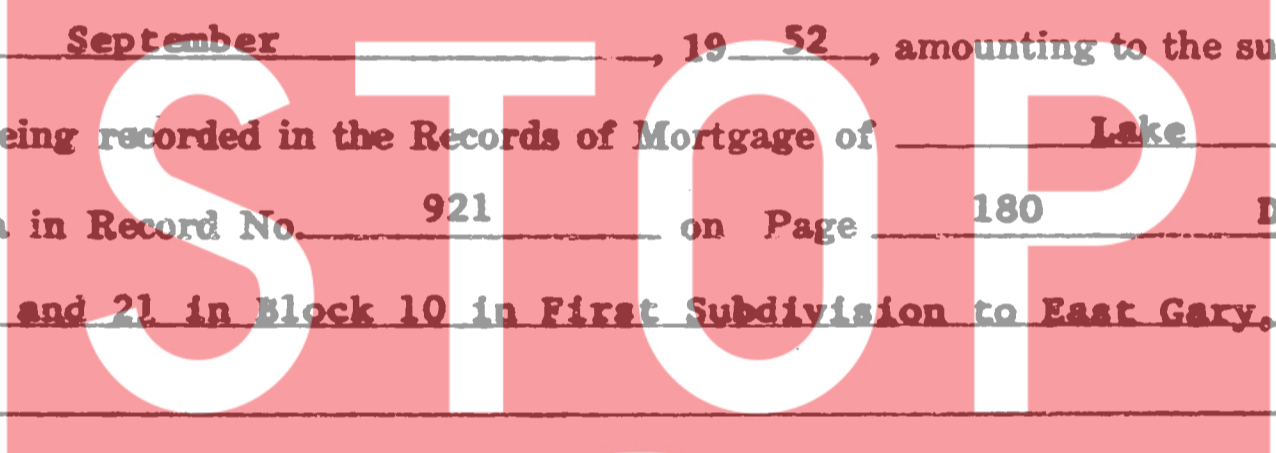 STOP
September , 19 52 , amounting to the su
eing recorded in the Records of Mortgage of Lake
in Record No. 921 on Page 180 D
and 21 in Block 10 in First Subdivision to East Gary,